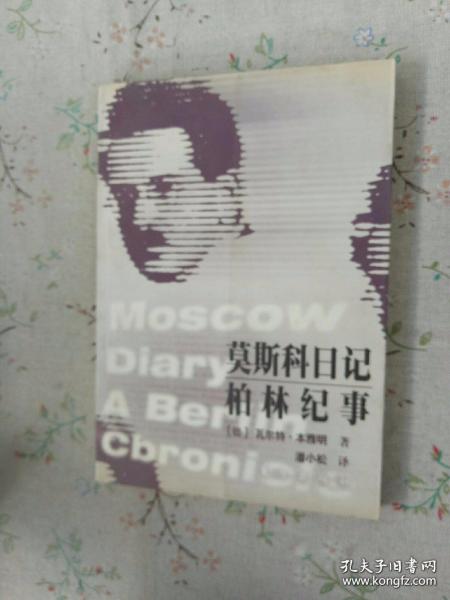 Moscow
Diary
A Berlin
Cbronicle
莫斯科日记
柏林纪事
［德］瓦尔特·本雅明 著
潘小松 译
孔夫子旧书网
www.kongfz.com